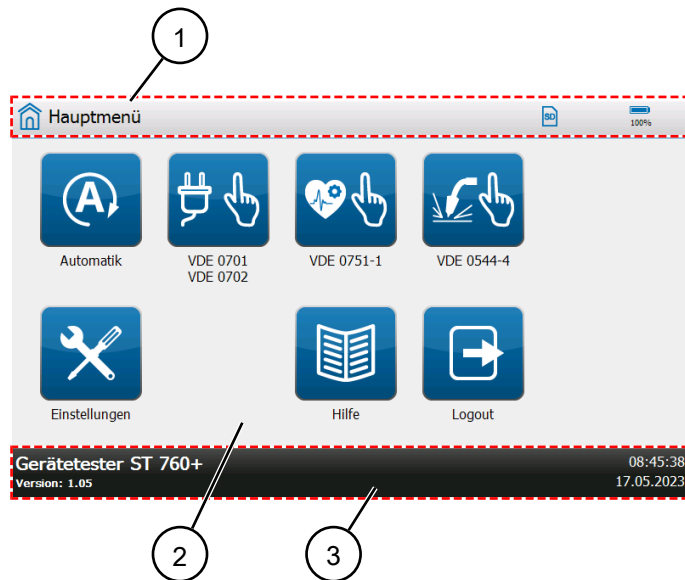 1
Hauptmenü
SD
100%
A
Automatik
VDE 0701
VDE 0702
VDE 0751-1
VDE 0544-4
Einstellungen
Hilfe
Logout
Gerätetester ST 760+
08:45:38
Version: 1.05
17.05.2023
2
3